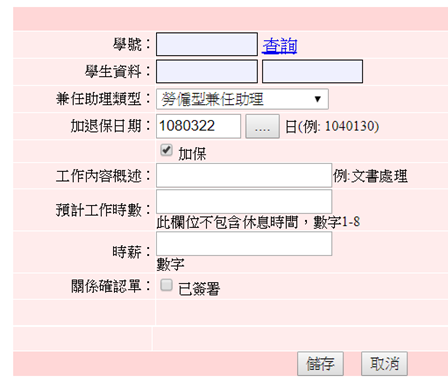 學號： 查詢
學生資料：
兼任助理類型： 勞僱型兼任助理
加退保日期： 1080322 .... 日(例: 1040130)
加保
工作內容概述： 例:文書處理
預計工作時數：
此欄位不包含休息時間，數字1-8
時薪：
數字
關係確認單： 已簽署
儲存 取消